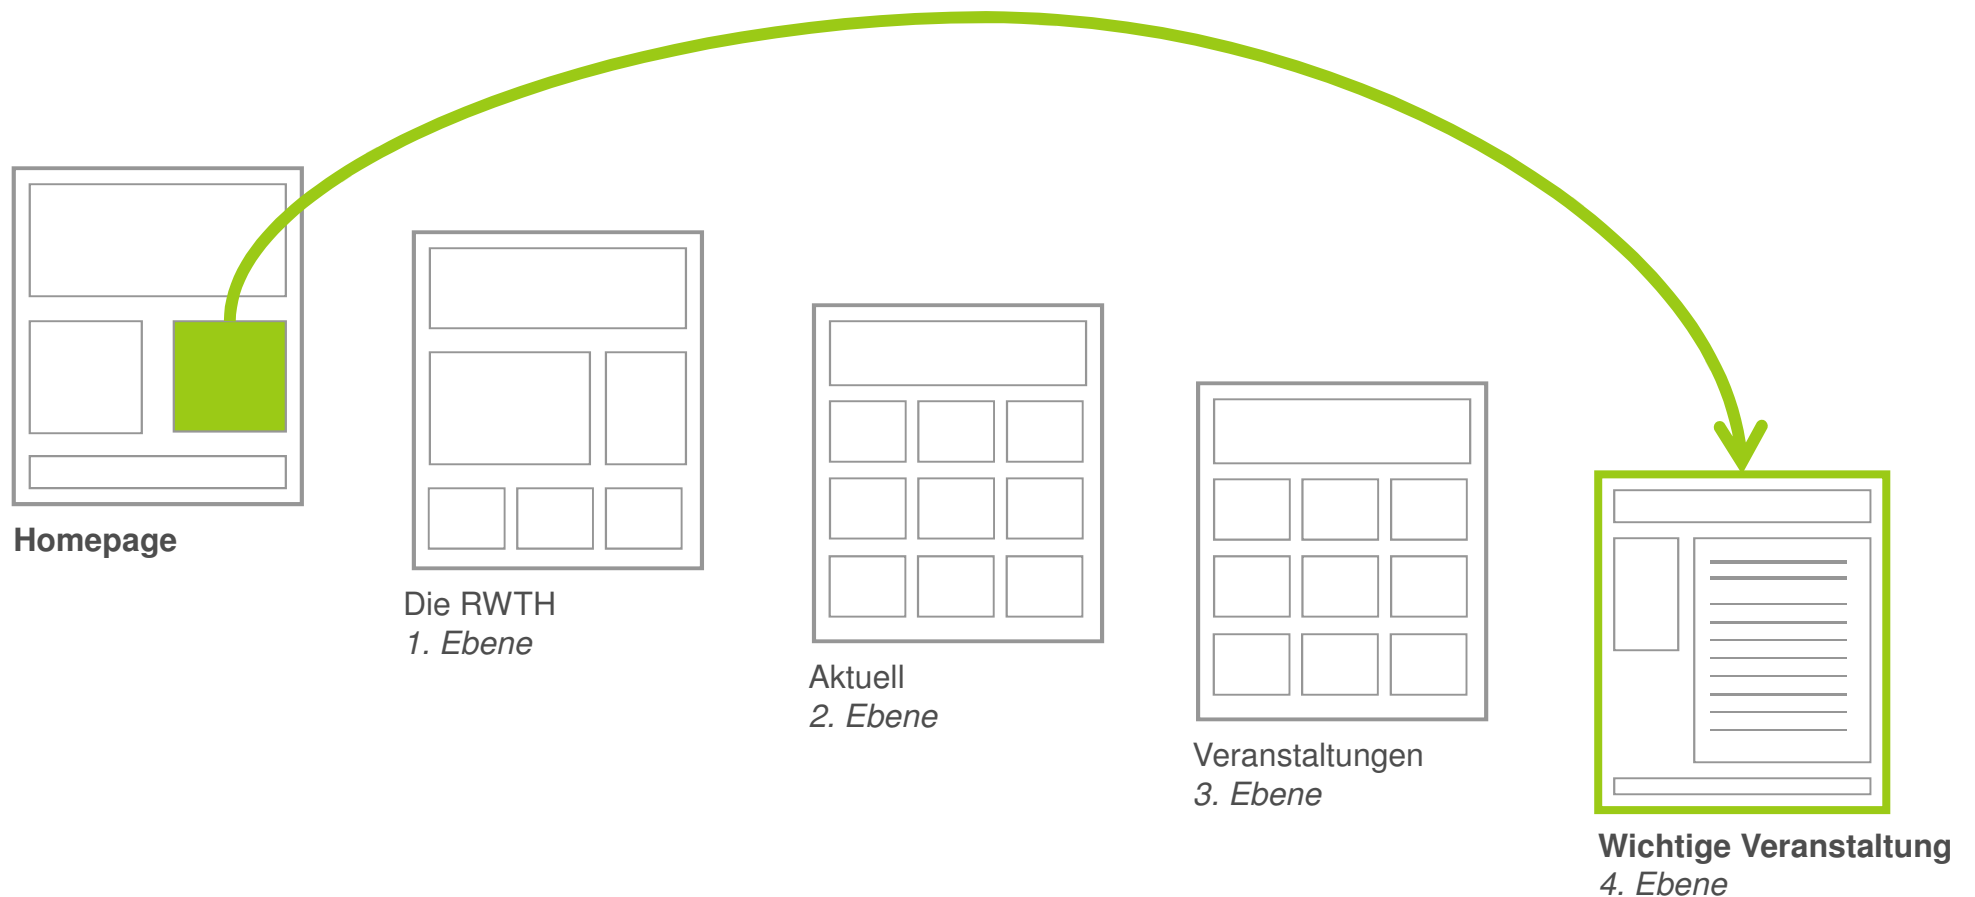 Homepage
Die RWTH
1. Ebene
Aktuell
2. Ebene
Veranstaltungen
3. Ebene
Wichtige Veranstaltung
4. Ebene